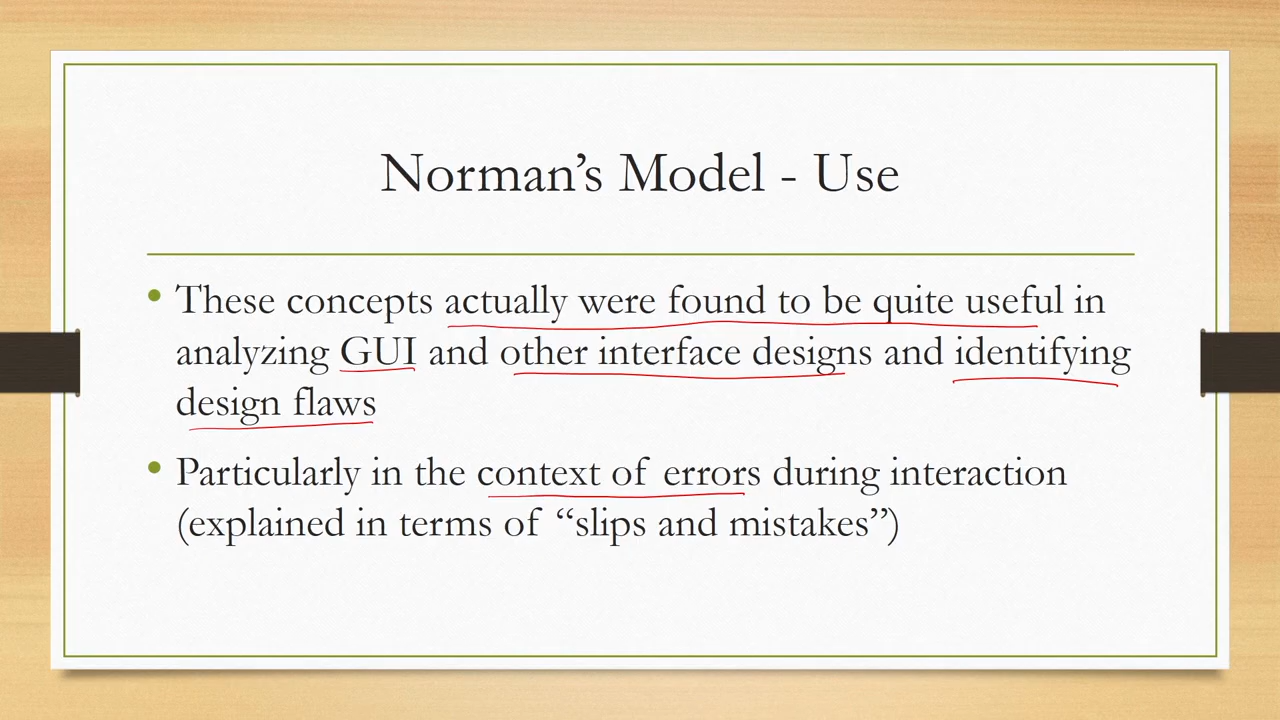 Norman’s Model - Use
• These concepts actually were found to be quite useful in
analyzing GUI and other interface designs and identifying
design flaws
• Particularly in the context of errors during interaction
(explained in terms of “slips and mistakes”)